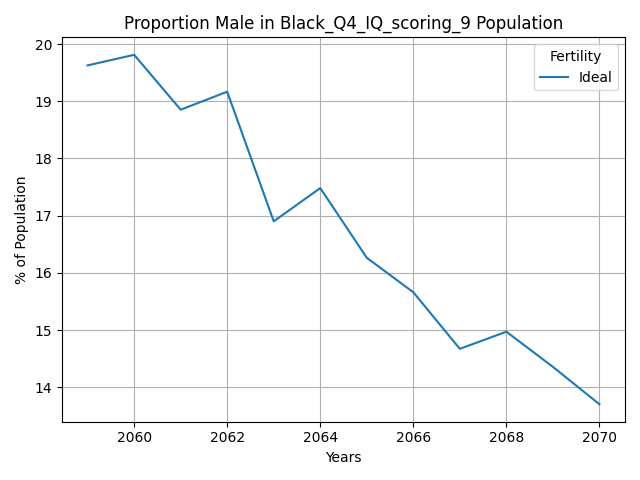 Proportion Male in Black_Q4_IQ_scoring_9 Population
Fertility
Ideal
% of Population
20
19
18
17
16
15
14
2060 2062 2064 2066 2068 2070
Years